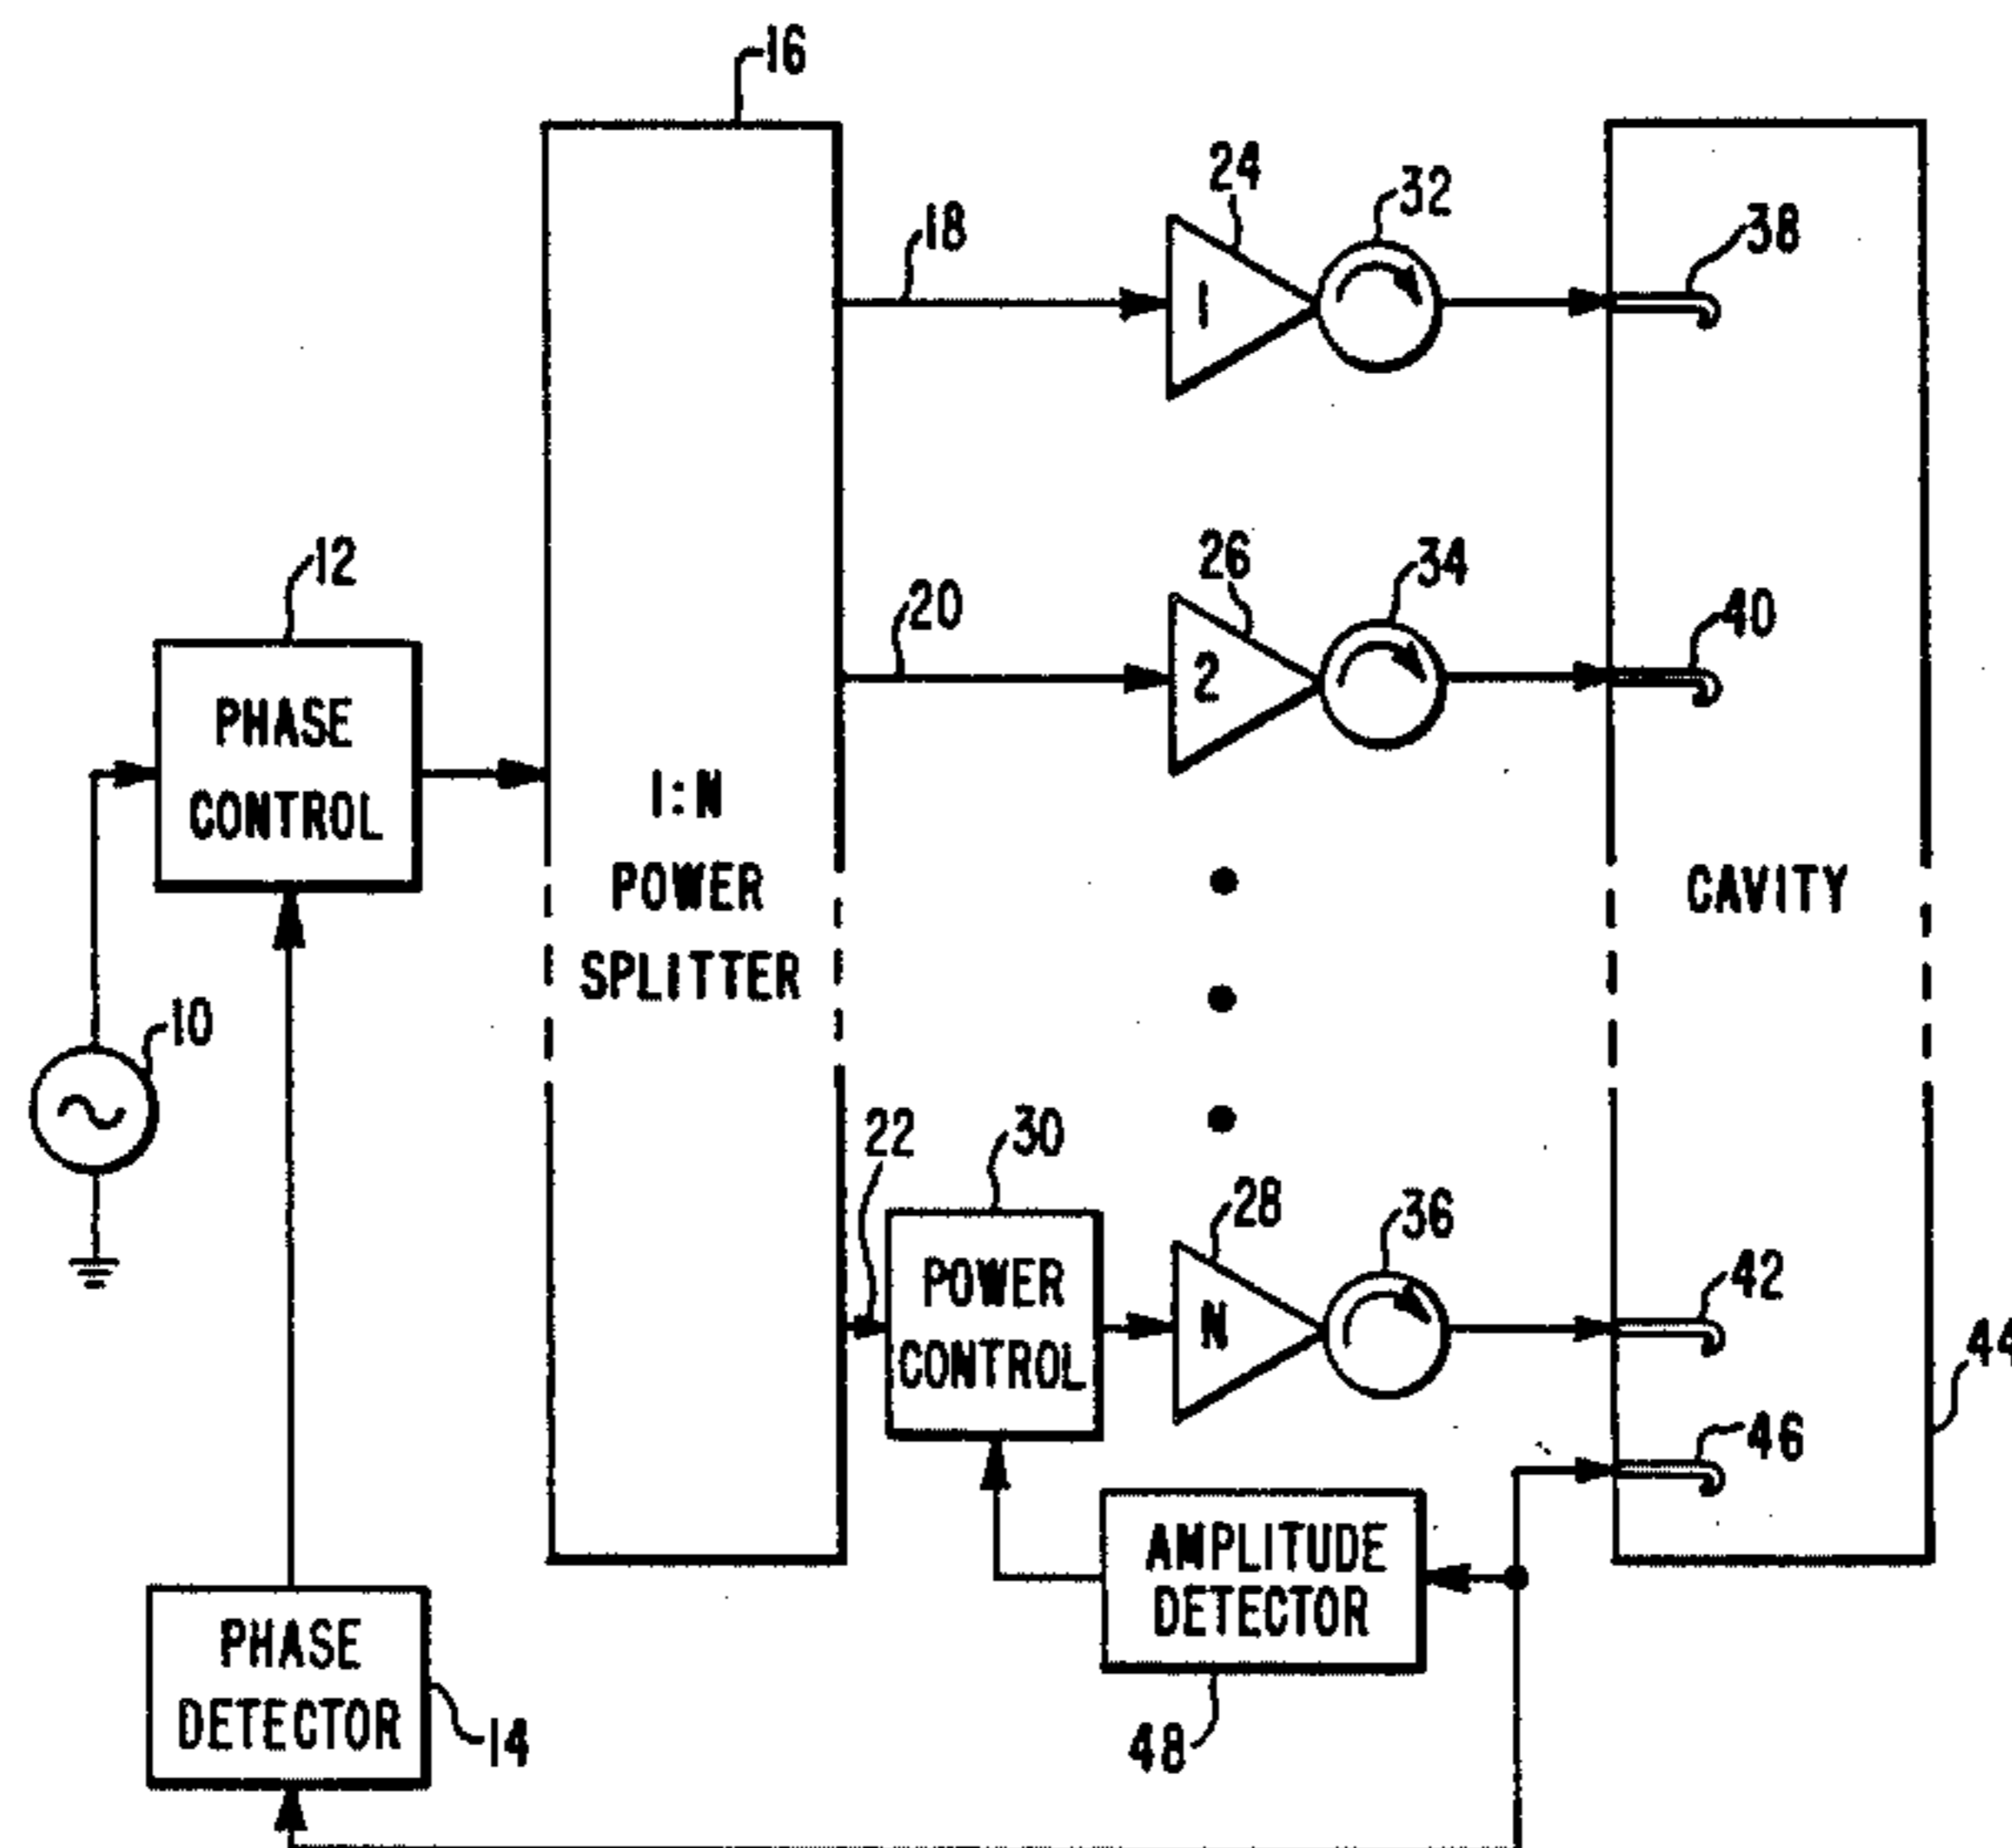 16
24
32
38
18
1
12
20
26
34
40
2
PHASE
CONTROL
1:N
POWER
SPLITTER
CAVITY
10
22
30
28
36
42
POWER
CONTROL
N
44
46
PHASE
DETECTOR
14
AMPLITUDE
DETECTOR
48